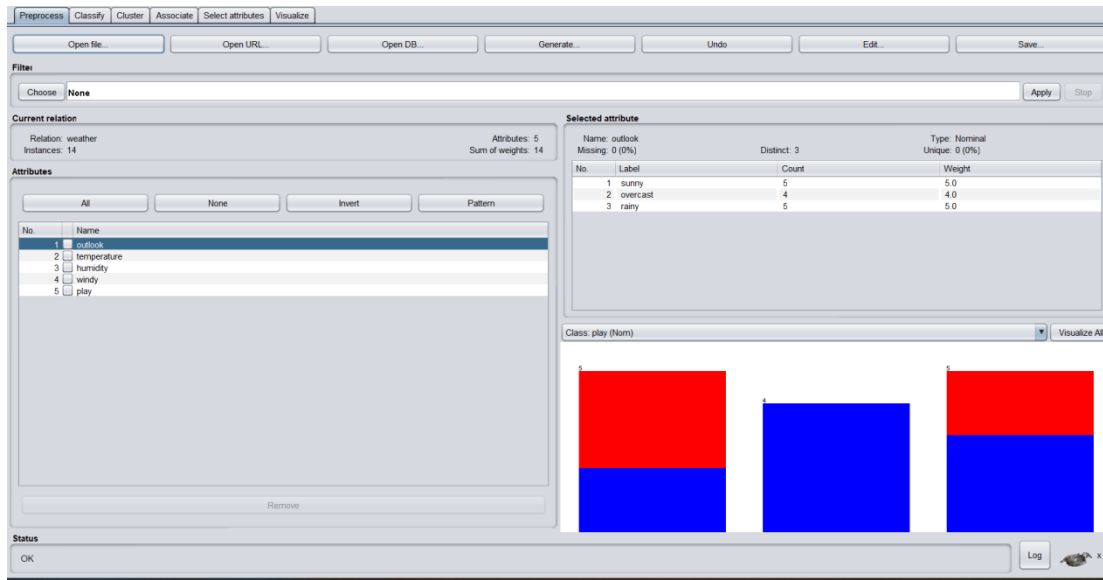 Preprocess Classify Cluster Associate Select attributes Visualize
Open file... Open URL... Open DB... Generate... Undo Edit... Save...
Filter
Choose None Apply Stop
Current relation
Relation: weather Attributes: 5
Instances: 14 Sum of weights: 14
Attributes
All None Invert Pattern
No. Name
1 outlook
2 temperature
3 humidity
4 windy
5 play
Remove
Selected attribute
Name: outlook Type: Nominal
Missing: 0 (0%) Distinct: 3 Unique: 0 (0%)
No. Label Count Weight
1 sunny 5 5.0
2 overcast 4 4.0
3 rainy 5 5.0
Class: play (Nom) Visualize All
5 4 5
Status
OK Log x